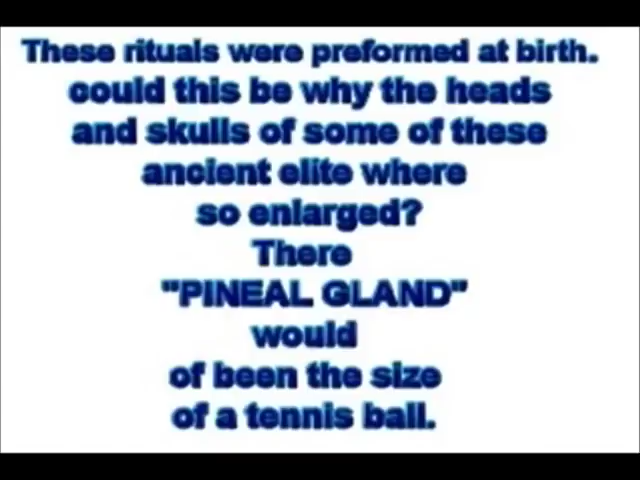 These rituals were preformed at birth.
could this be why the heads
and skulls of some of these
ancient elite where
so enlarged?
There
"PINEAL GLAND"
would
of been the size
of a tennis ball.